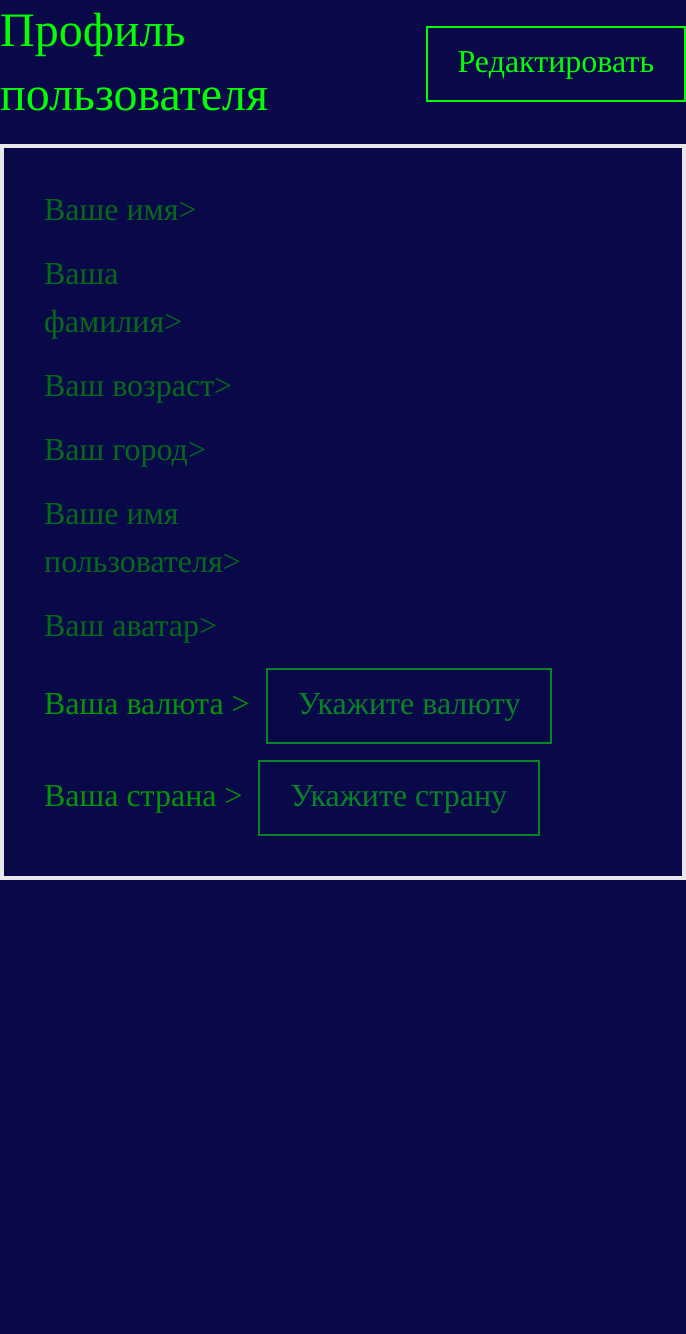 Профиль
пользователя
Редактировать
Ваше имя>
Ваша
фамилия>
Ваш возраст>
Ваш город>
Ваше имя
пользователя>
Ваш аватар>
Ваша валюта > Укажите валюту
Ваша страна > Укажите страну